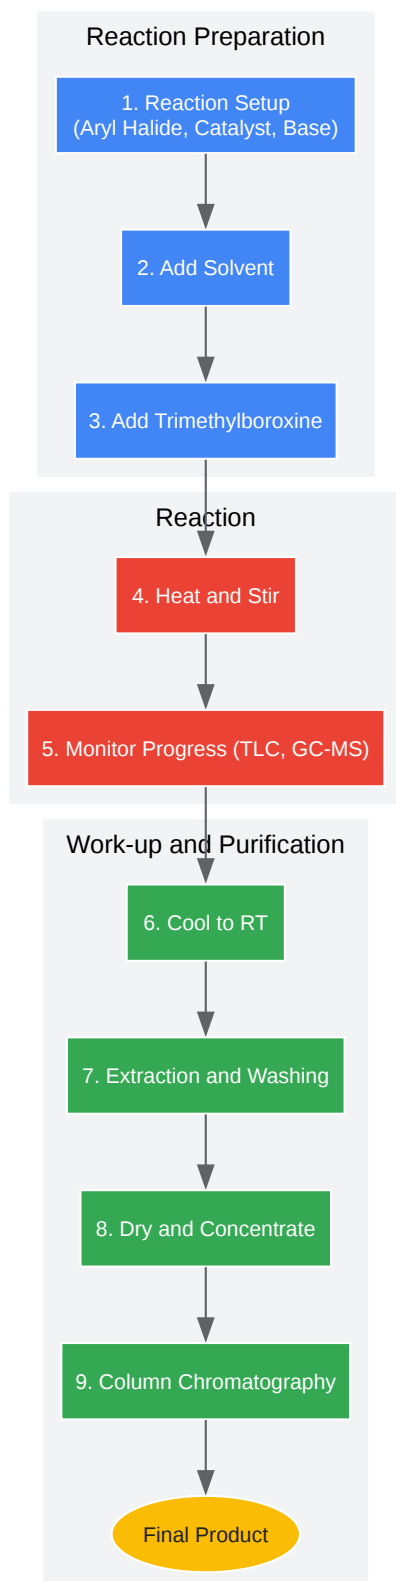 Reaction Preparation
1. Reaction Setup
(Aryl Halide, Catalyst, Base)
2. Add Solvent
3. Add Trimethylboroxine
Reaction
4. Heat and Stir
5. Monitor Progress (TLC, GC-MS)
Work-up and Purification
6. Cool to RT
7. Extraction and Washing
8. Dry and Concentrate
9. Column Chromatography
Final Product